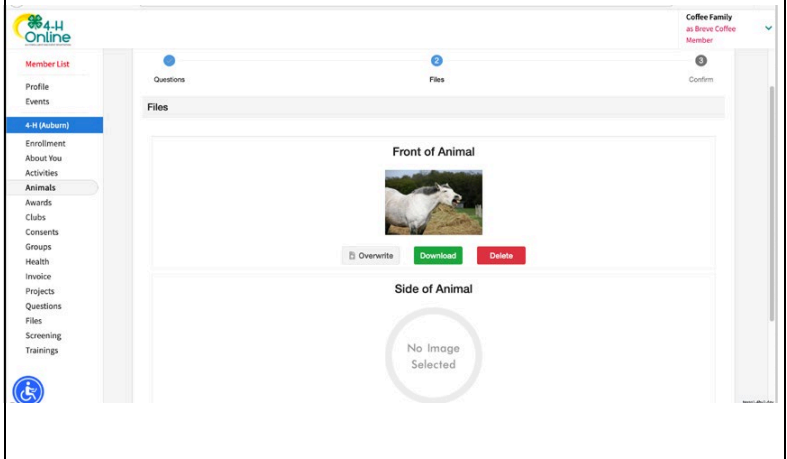 4-H
Online
Coffee Family
as Breve Coffee
Member
Member List
Profile
Events
4-H (Auburn)
Enrollment
About You
Activities
Animals
Awards
Clubs
Consents
Groups
Health
Invoice
Projects
Questions
Files
Screening
Trainings
2
3
Questions
Files
Confirm
Files
Front of Animal
Overwrite
Download
Delete
Side of Animal
No Image
Selected